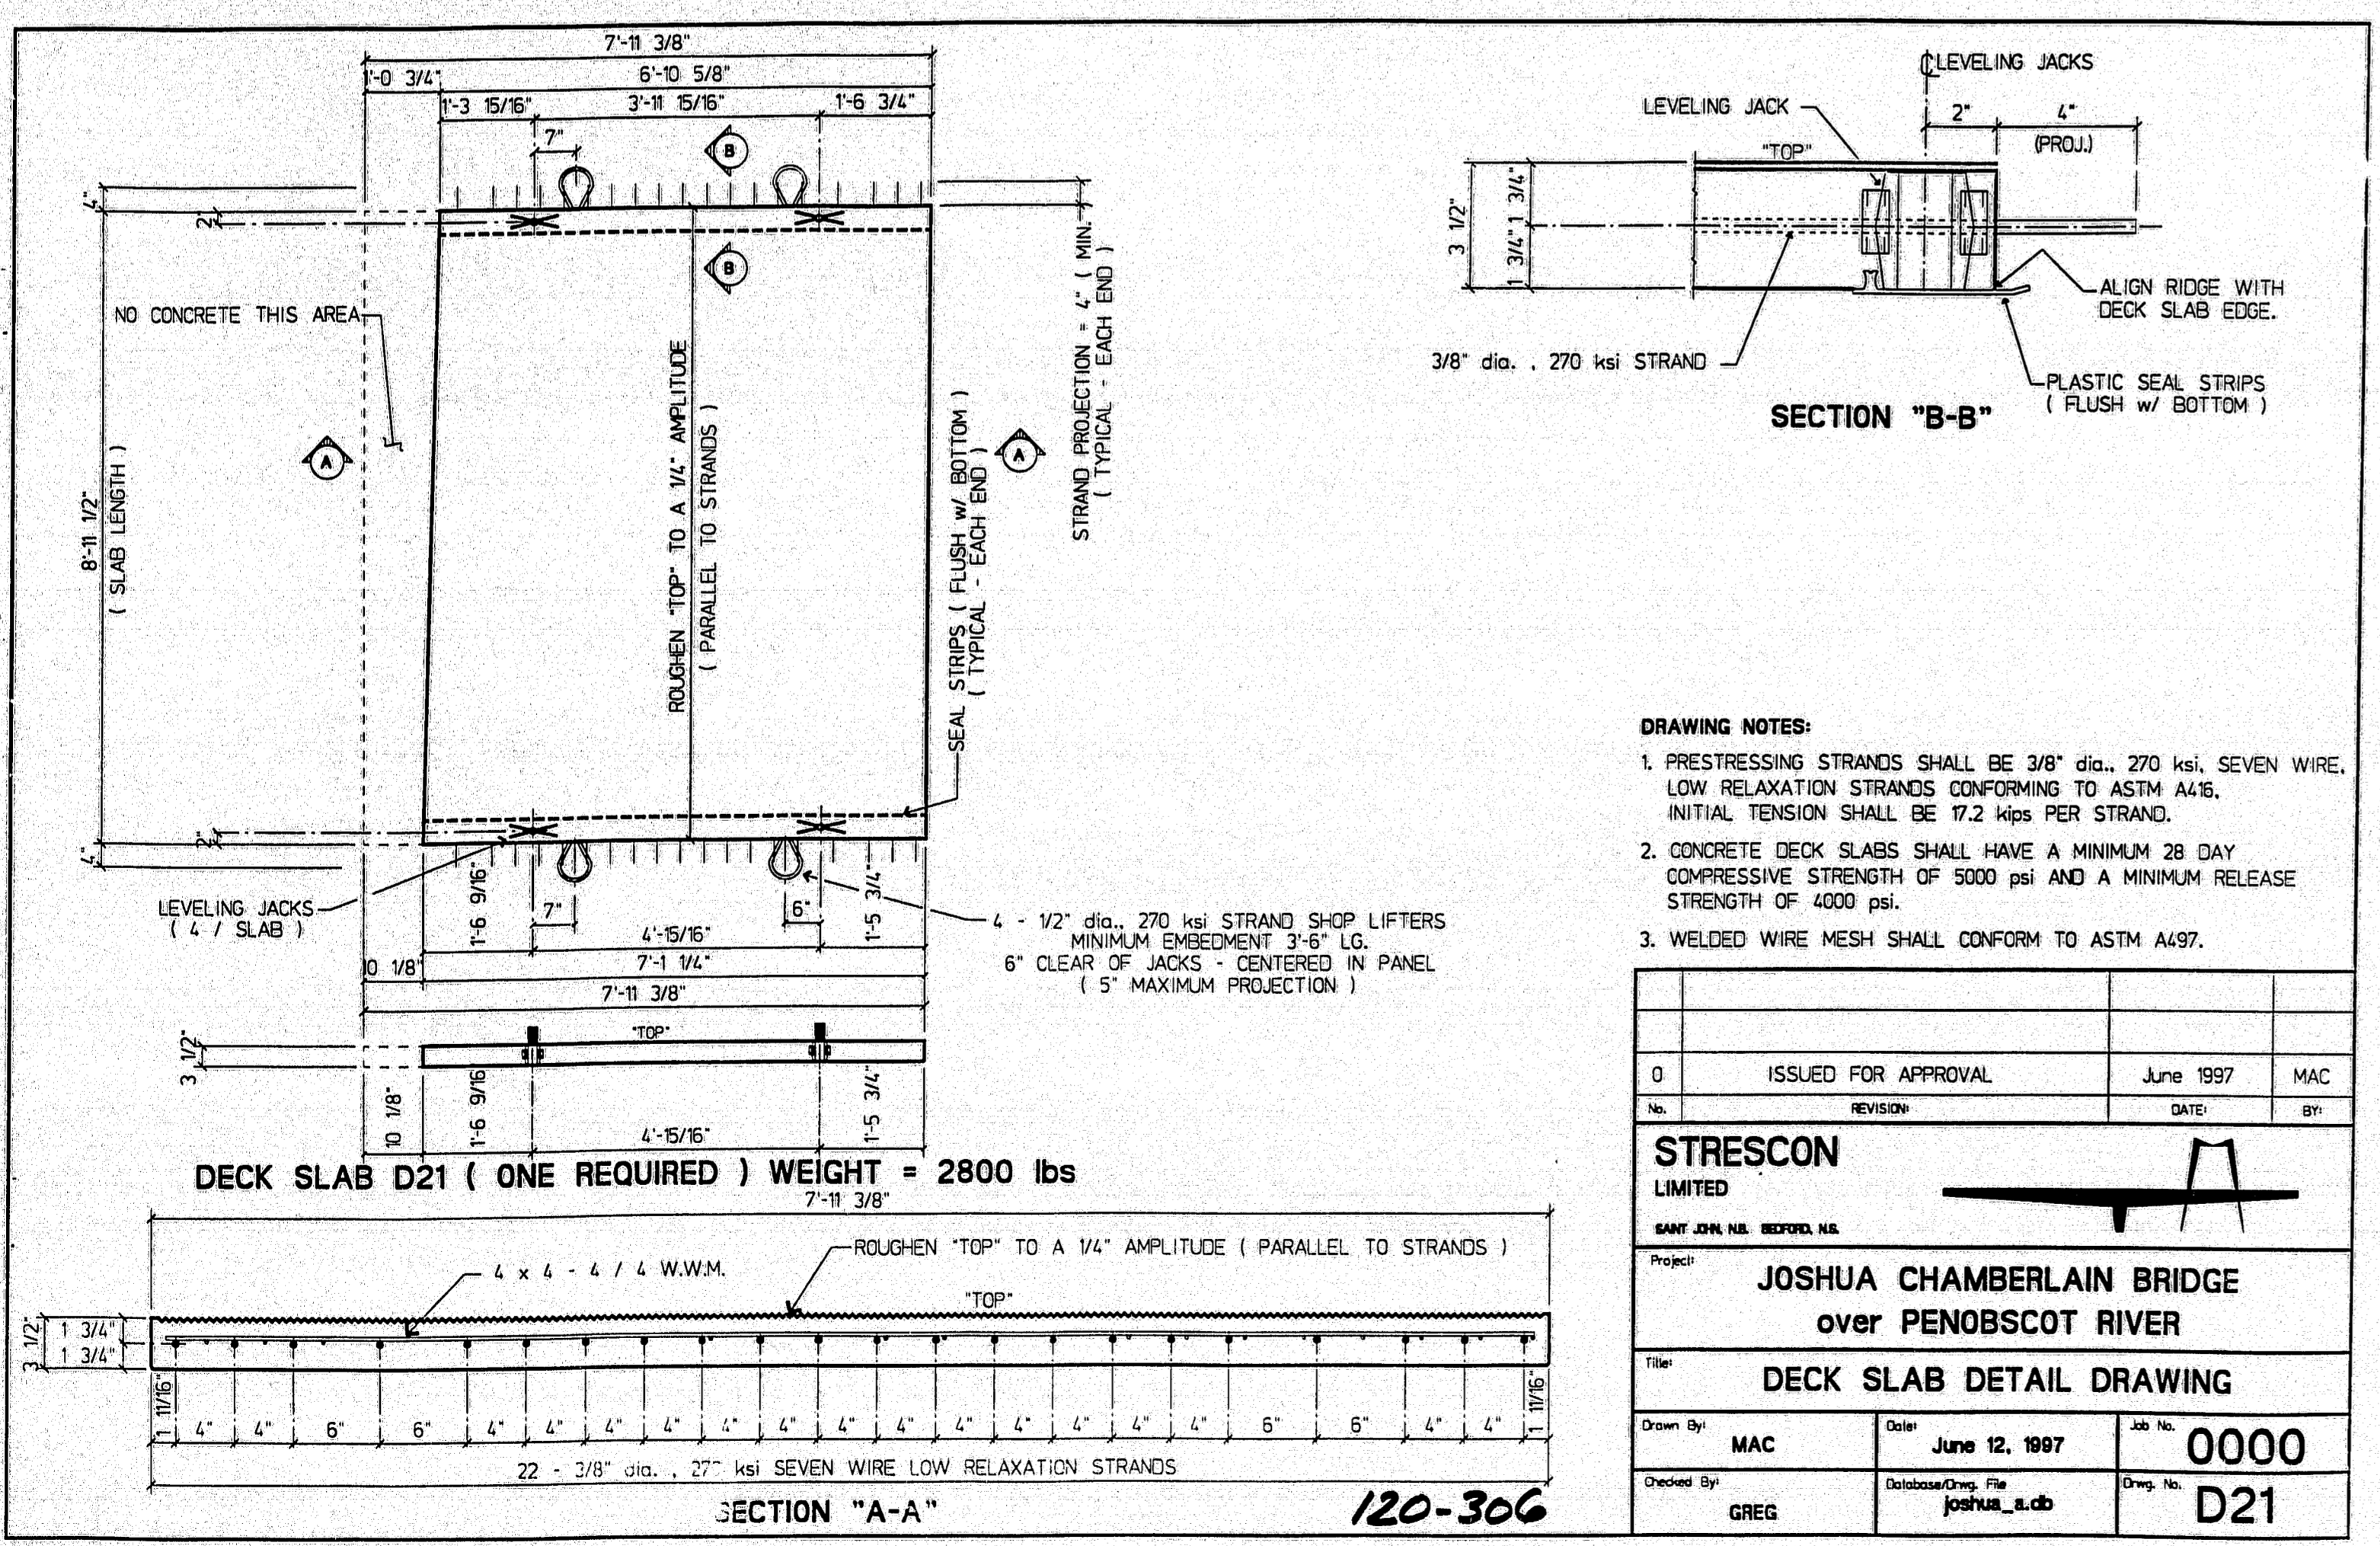 7'-11 3/8"
1'-0 3/4"
6'-10 5/8"
1'-3 15/16"
3'-11 15/16"
1'-6 3/4"
7"
B
4"
2"
B
NO CONCRETE THIS AREA
A
8'-11 1/2"
( SLAB LENGTH )
ROUGHEN "TOP" TO A 1/4" AMPLITUDE
( PARALLEL TO STRANDS )
SEAL STRIPS ( FLUSH w/ BOTTOM )
( TYPICAL - EACH END )
A
STRAND PROJECTION = 4" ( MIN. )
( TYPICAL - EACH END )
2"
4"
LEVELING JACKS
( 4 / SLAB )
1'-6 9/16"
7"
6"
1'-5 3/4"
4'-15/16"
10 1/8"
7'-1 1/4"
7'-11 3/8"
4 - 1/2" dia., 270 ksi STRAND SHOP LIFTERS
MINIMUM EMBEDMENT 3'-6" LG.
6" CLEAR OF JACKS - CENTERED IN PANEL
( 5" MAXIMUM PROJECTION )
"TOP"
3 1/2"
10 1/8"
1'-6 9/16"
4'-15/16"
1'-5 3/4"
DECK SLAB D21 ( ONE REQUIRED ) WEIGHT = 2800 lbs
7'-11 3/8"
ROUGHEN "TOP" TO A 1/4" AMPLITUDE ( PARALLEL TO STRANDS )
4 x 4 - 4 / 4 W.W.M.
"TOP"
3 1/2"
1 3/4"
1 3/4"
1 11/16" 4" 4" 6" 6" 4" 4" 4" 4" 4" 4" 4" 4" 4" 4" 4" 4" 4" 6" 6" 4" 4" 1 11/16"
22 - 3/8" dia. , 27 ksi SEVEN WIRE LOW RELAXATION STRANDS
SECTION "A-A"
120-306
℄ LEVELING JACKS
LEVELING JACK
2"
4"
(PROJ.)
"TOP"
3 1/2"
1 3/4"
1 3/4"
ALIGN RIDGE WITH
DECK SLAB EDGE.
3/8" dia. , 270 ksi STRAND
PLASTIC SEAL STRIPS
( FLUSH w/ BOTTOM )
SECTION "B-B"
DRAWING NOTES:
1. PRESTRESSING STRANDS SHALL BE 3/8" dia., 270 ksi, SEVEN WIRE,
LOW RELAXATION STRANDS CONFORMING TO ASTM A416.
INITIAL TENSION SHALL BE 17.2 kips PER STRAND.
2. CONCRETE DECK SLABS SHALL HAVE A MINIMUM 28 DAY
COMPRESSIVE STRENGTH OF 5000 psi AND A MINIMUM RELEASE
STRENGTH OF 4000 psi.
3. WELDED WIRE MESH SHALL CONFORM TO ASTM A497.
0 ISSUED FOR APPROVAL June 1997 MAC
No. REVISION: DATE: BY:
STRESCON
LIMITED
SAINT JOHN, N.B. BEDFORD, N.S.
Project:
JOSHUA CHAMBERLAIN BRIDGE
over PENOBSCOT RIVER
Title:
DECK SLAB DETAIL DRAWING
Drawn By: MAC
Date: June 12, 1997
Job No. 0000
Checked By: GREG
Database/Drwg. File joshua_a.db
Drwg. No. D21